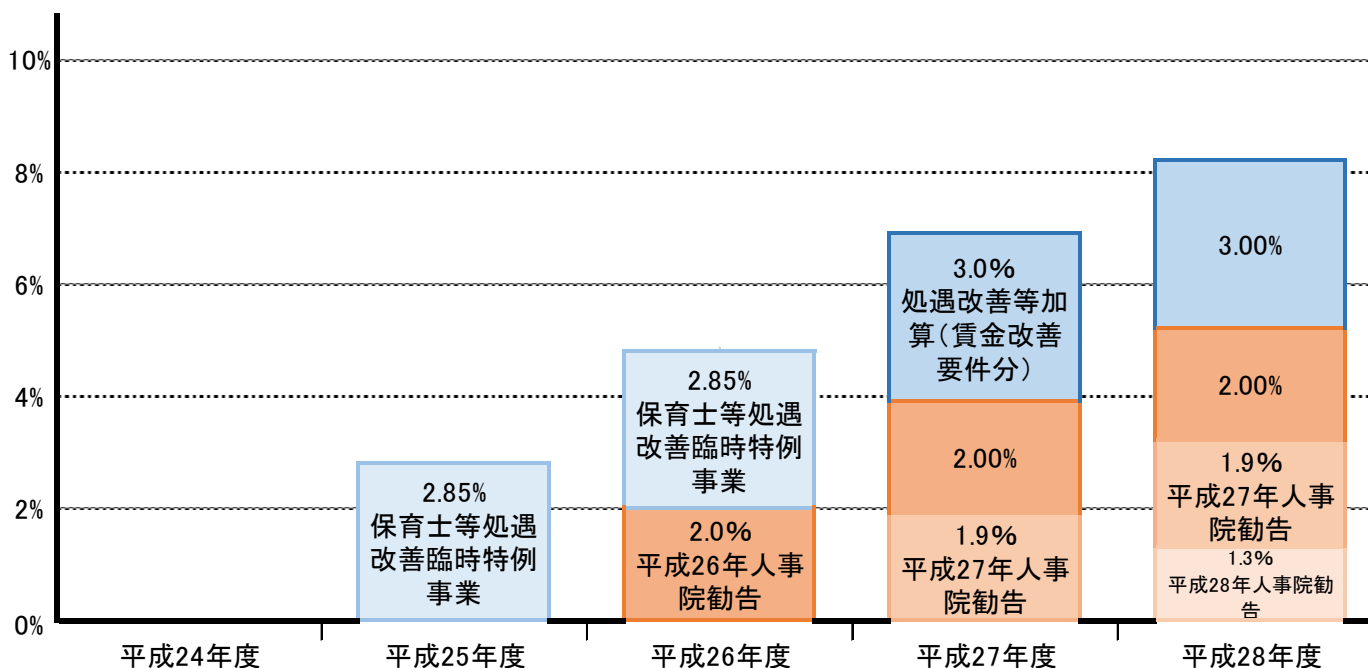 10%
8%
6%
4%
2%
0%
2.85%
保育士等処遇
改善臨時特例
事業
2.85%
保育士等処遇
改善臨時特例
事業
2.0%
平成26年人事
院勧告
3.0%
処遇改善等加
算(賃金改善
要件分)
2.00%
1.9%
平成27年人事
院勧告
3.00%
2.00%
1.9%
平成27年人事
院勧告
1.3%
平成28年人事院勧
告
平成24年度
平成25年度
平成26年度
平成27年度
平成28年度